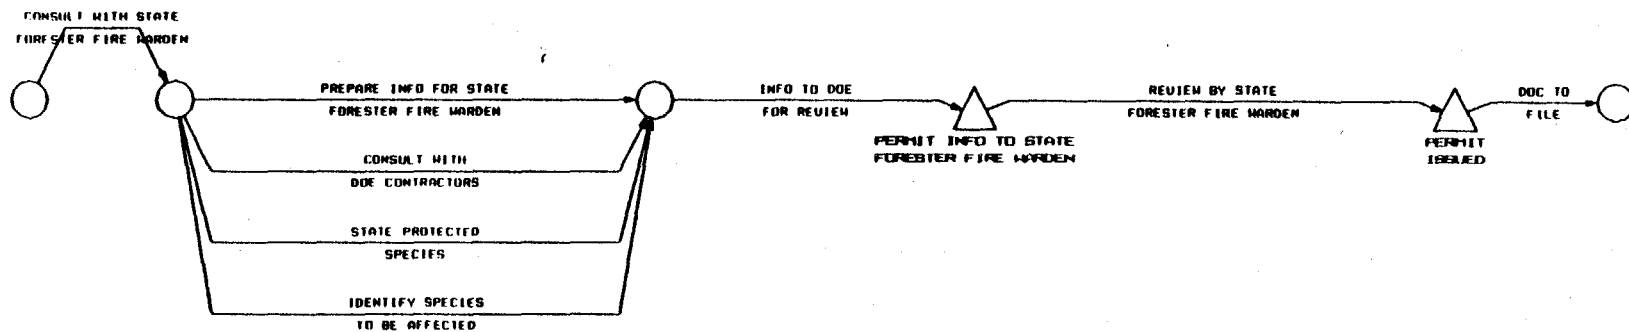 CONSULT WITH STATE
FORESTER FIRE WARDEN
PREPARE INFO FOR STATE
FORESTER FIRE WARDEN
CONSULT WITH
DOE CONTRACTORS
STATE PROTECTED
SPECIES
IDENTIFY SPECIES
TO BE AFFECTED
INFO TO DOE
FOR REVIEW
PERMIT INFO TO STATE
FORESTER FIRE WARDEN
REVIEW BY STATE
FORESTER FIRE WARDEN
PERMIT
ISSUED
DOC TO
FILE